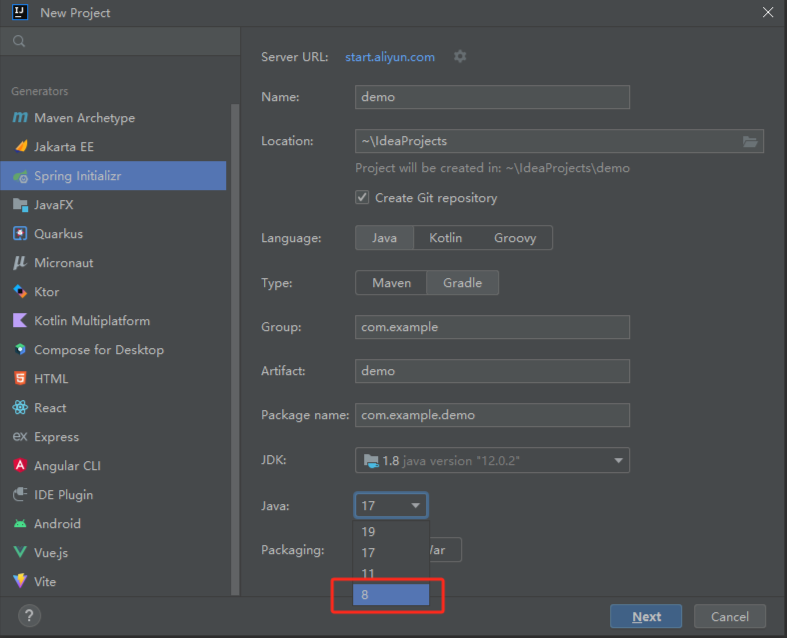 New Project
Generators
Maven Archetype
Jakarta EE
Spring Initializr
JavaFX
Quarkus
Micronaut
Ktor
Kotlin Multiplatform
Compose for Desktop
HTML
React
ex Express
Angular CLI
IDE Plugin
Android
Vue.js
Vite
Server URL: start.aliyun.com
Name: demo
Location: ~\IdeaProjects
Project will be created in: ~\IdeaProjects\demo
Create Git repository
Language: Java Kotlin Groovy
Type: Maven Gradle
Group: com.example
Artifact: demo
Package name: com.example.demo
JDK: 1.8 java version "12.0.2"
Java: 17
19
17
11
8
Packaging:
? Next Cancel